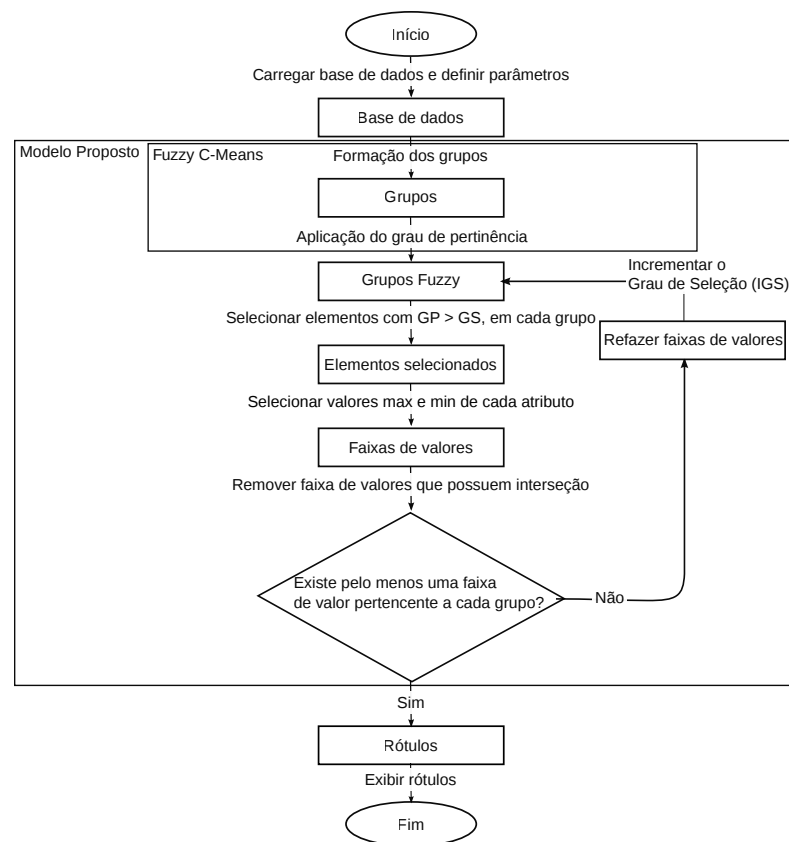 Início
Carregar base de dados e definir parâmetros
Base de dados
Modelo Proposto
Fuzzy C-Means
Formação dos grupos
Grupos
Aplicação do grau de pertinência
Grupos Fuzzy
Incrementar o
Grau de Seleção (IGS)
Selecionar elementos com GP > GS, em cada grupo
Refazer faixas de valores
Elementos selecionados
Selecionar valores max e min de cada atributo
Faixas de valores
Remover faixa de valores que possuem interseção
Existe pelo menos uma faixa
de valor pertencente a cada grupo?
Não
Sim
Rótulos
Exibir rótulos
Fim